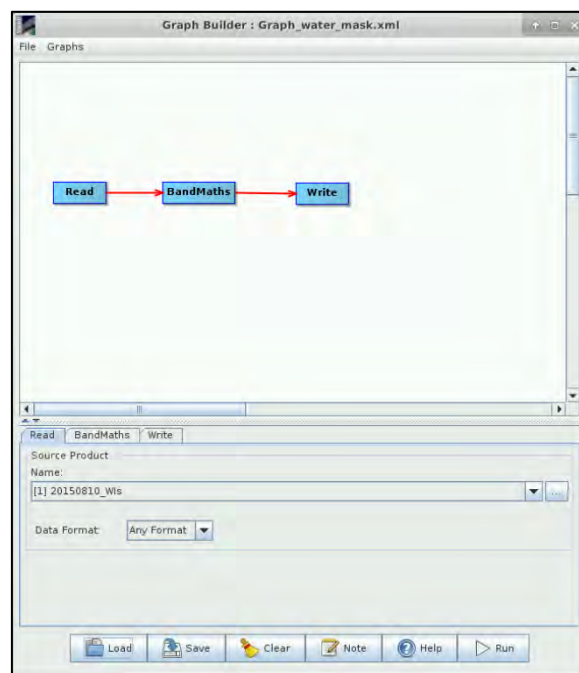 Graph Builder : Graph_water_mask.xml
File Graphs
Read BandMaths Write
Read BandMaths Write
Source Product
Name:
[1] 20150810_WIs
...
Data Format: Any Format
Load Save Clear Note Help Run